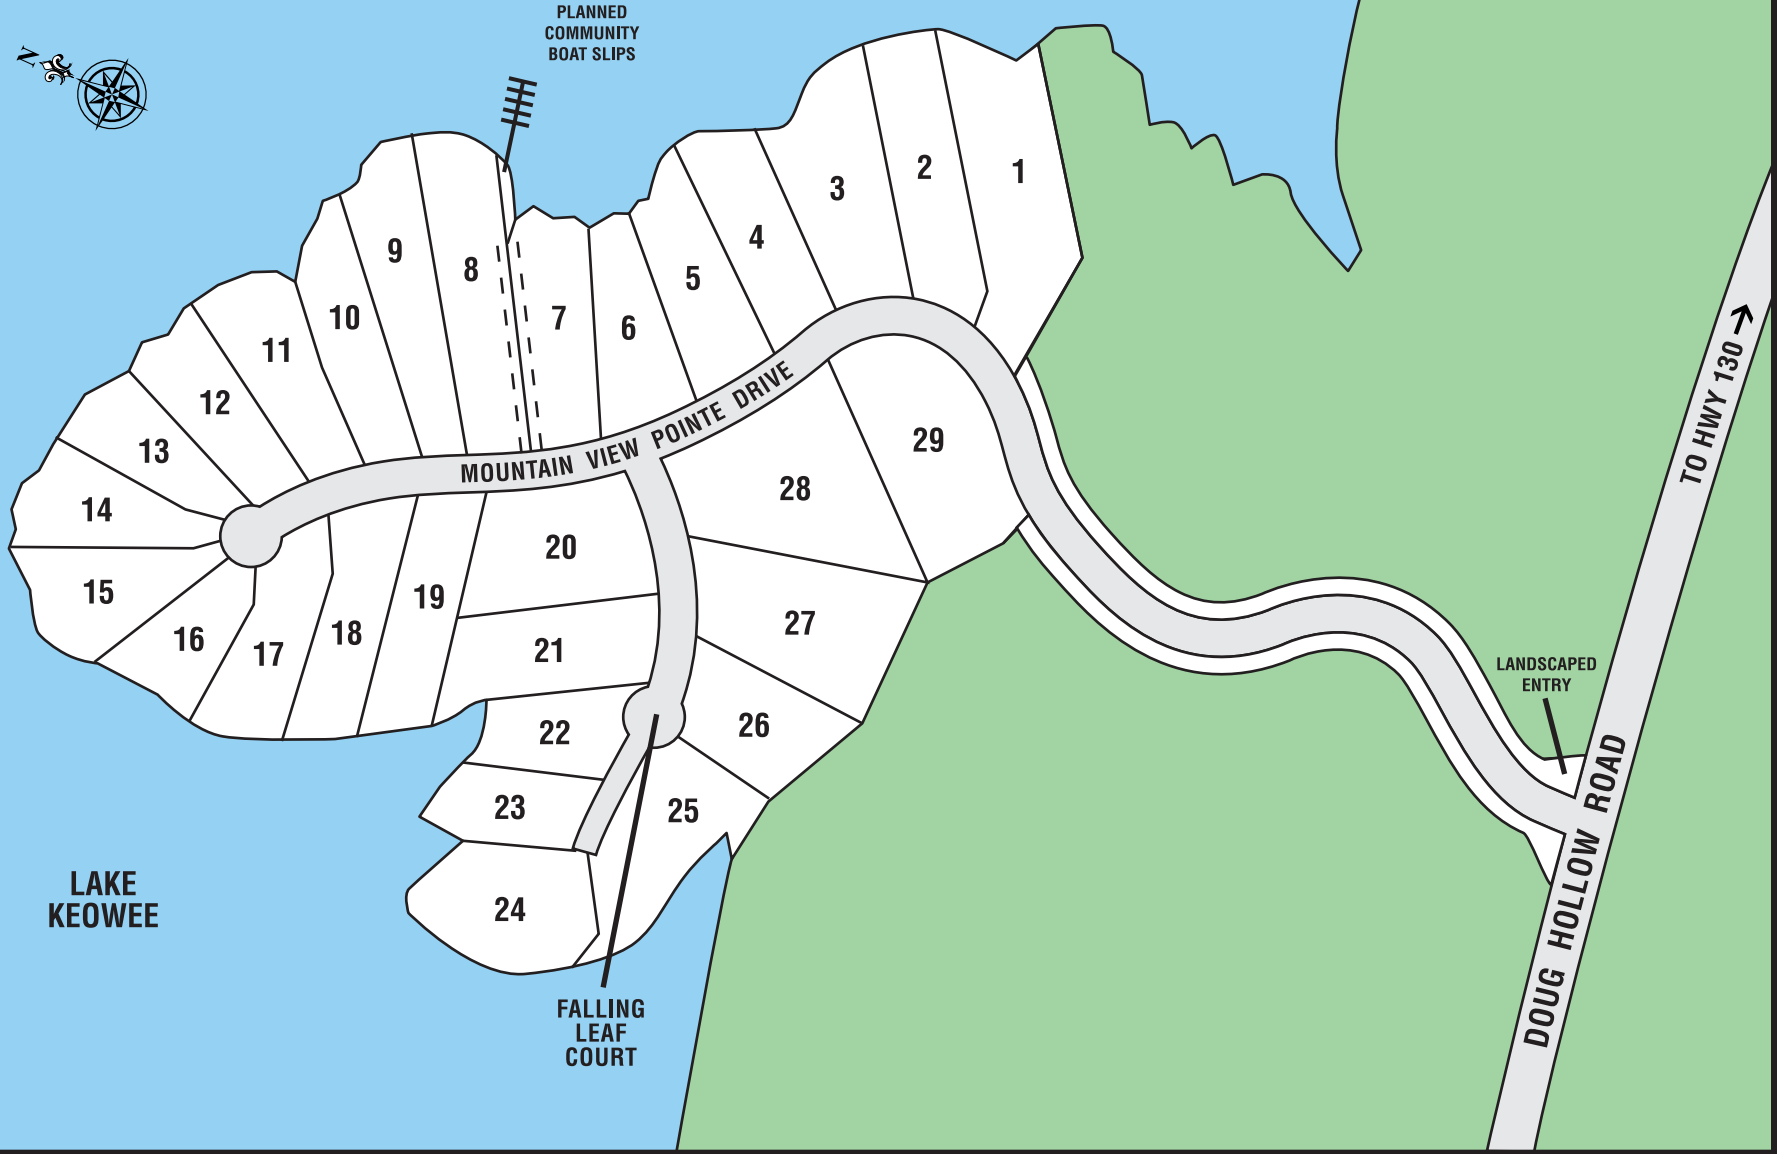 PLANNED
COMMUNITY
BOAT SLIPS
N
1
2
3
4
5
6
7
8
9
10
11
12
13
14
15
16
17
18
19
20
21
22
23
24
25
26
27
28
29
MOUNTAIN VIEW POINTE DRIVE
TO HWY 130 →
LANDSCAPED
ENTRY
DOUG HOLLOW ROAD
LAKE
KEOWEE
FALLING
LEAF
COURT